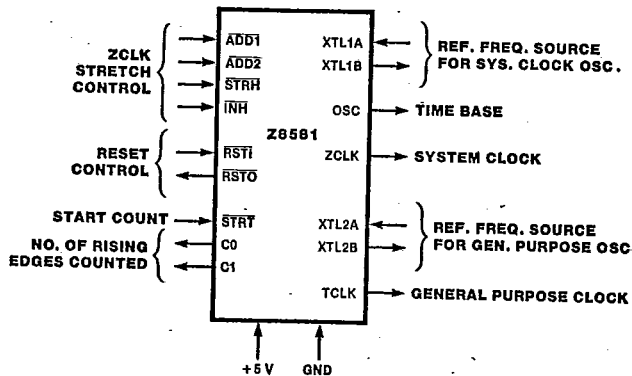 ZCLK
STRETCH
CONTROL
RESET
CONTROL
START COUNT
NO. OF RISING
EDGES COUNTED
ADD1
ADD2
STRH
INH
RSTI
RSTO
STRT
C0
C1
Z8581
XTL1A
XTL1B
OSC
ZCLK
XTL2A
XTL2B
TCLK
REF. FREQ. SOURCE
FOR SYS. CLOCK OSC.
TIME BASE
SYSTEM CLOCK
REF. FREQ. SOURCE
FOR GEN. PURPOSE OSC
GENERAL PURPOSE CLOCK
+5 V
GND